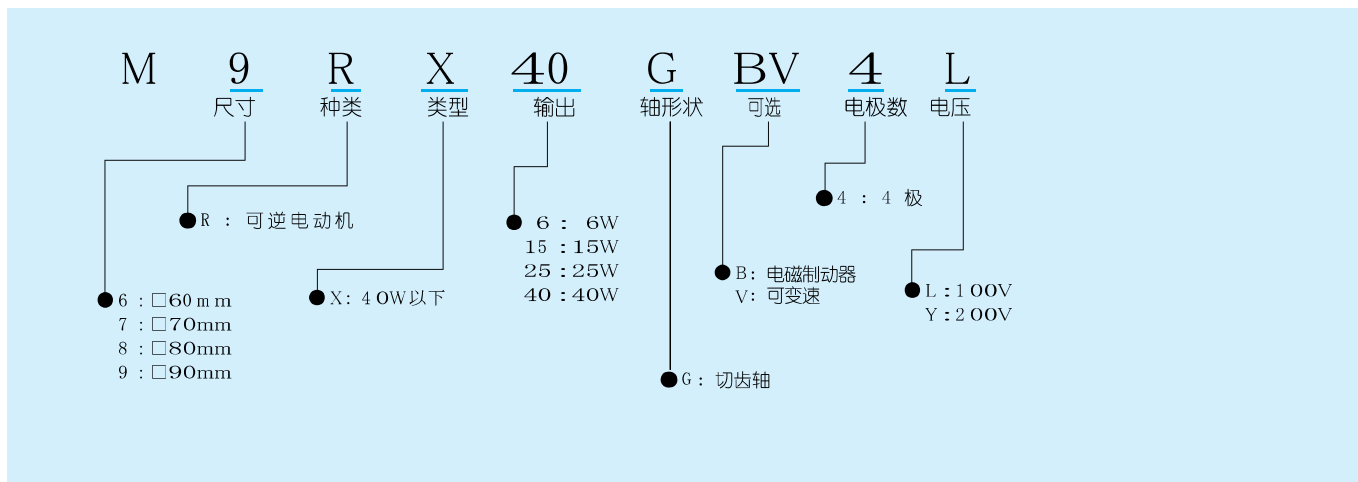 M 9 R X 40 G BV 4 L
尺寸 种类 类型 输出 轴形状 可选 电极数 电压
4 : 4 极
R : 可逆电动机
6 : 6W
15 : 15W
25 : 25W
40 : 40W
B: 电磁制动器
V: 可变速
L:100V
Y:200V
X: 40W以下
6 : □60mm
7 : □70mm
8 : □80mm
9 : □90mm
G: 切齿轴